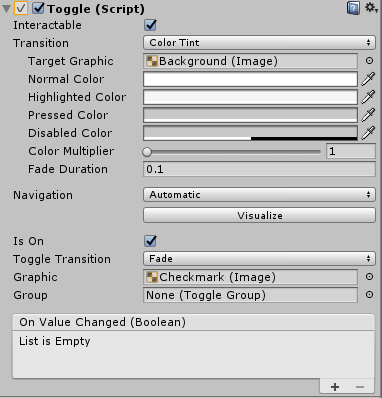 Toggle (Script)
Interactable
Transition Color Tint
Target Graphic Background (Image)
Normal Color
Highlighted Color
Pressed Color
Disabled Color
Color Multiplier 1
Fade Duration 0.1
Navigation Automatic
Visualize
Is On
Toggle Transition Fade
Graphic Checkmark (Image)
Group None (Toggle Group)
On Value Changed (Boolean)
List is Empty